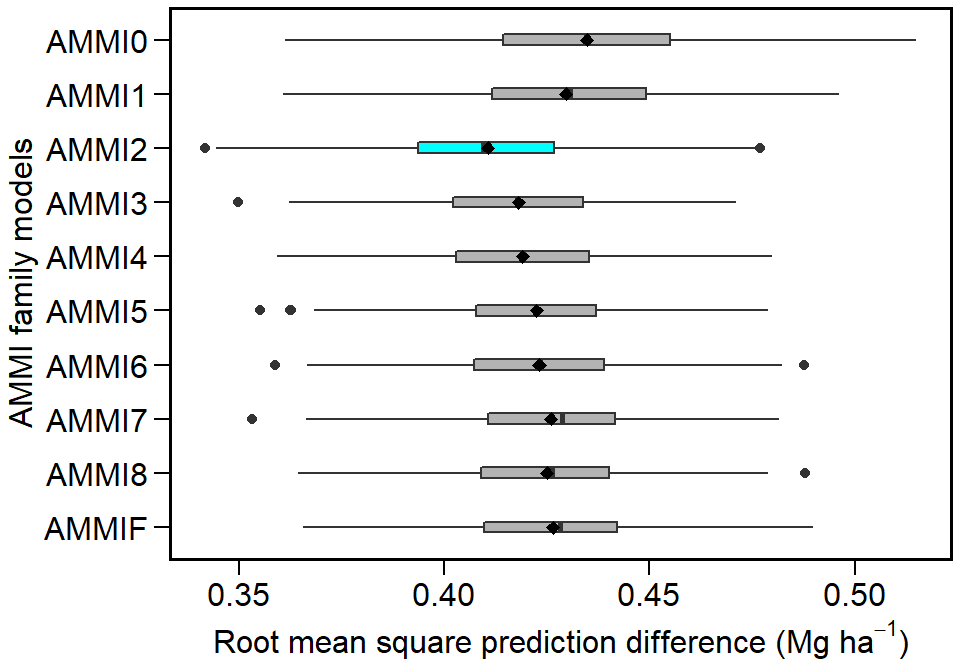 AMMI family models
AMMI0
AMMI1
AMMI2
AMMI3
AMMI4
AMMI5
AMMI6
AMMI7
AMMI8
AMMIF
0.35 0.40 0.45 0.50
Root mean square prediction difference (Mg ha⁻¹)